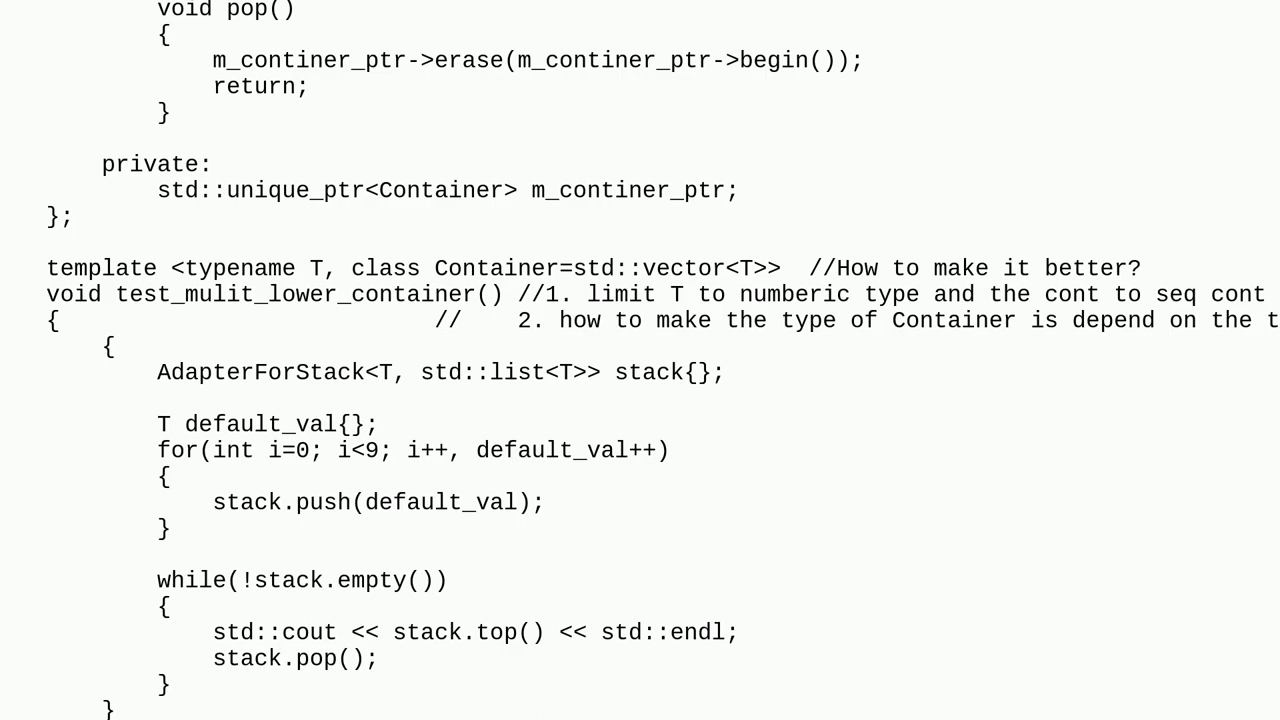 void pop()
{
m_continer_ptr->erase(m_continer_ptr->begin());
return;
}
private:
std::unique_ptr<Container> m_continer_ptr;
};
template <typename T, class Container=std::vector<T>>  //How to make it better?
void test_mulit_lower_container() //1. limit T to numberic type and the cont to seq cont
{                           //    2. how to make the type of Container is depend on the t
{
AdapterForStack<T, std::list<T>> stack{};
T default_val{};
for(int i=0; i<9; i++, default_val++)
{
stack.push(default_val);
}
while(!stack.empty())
{
std::cout << stack.top() << std::endl;
stack.pop();
}
}